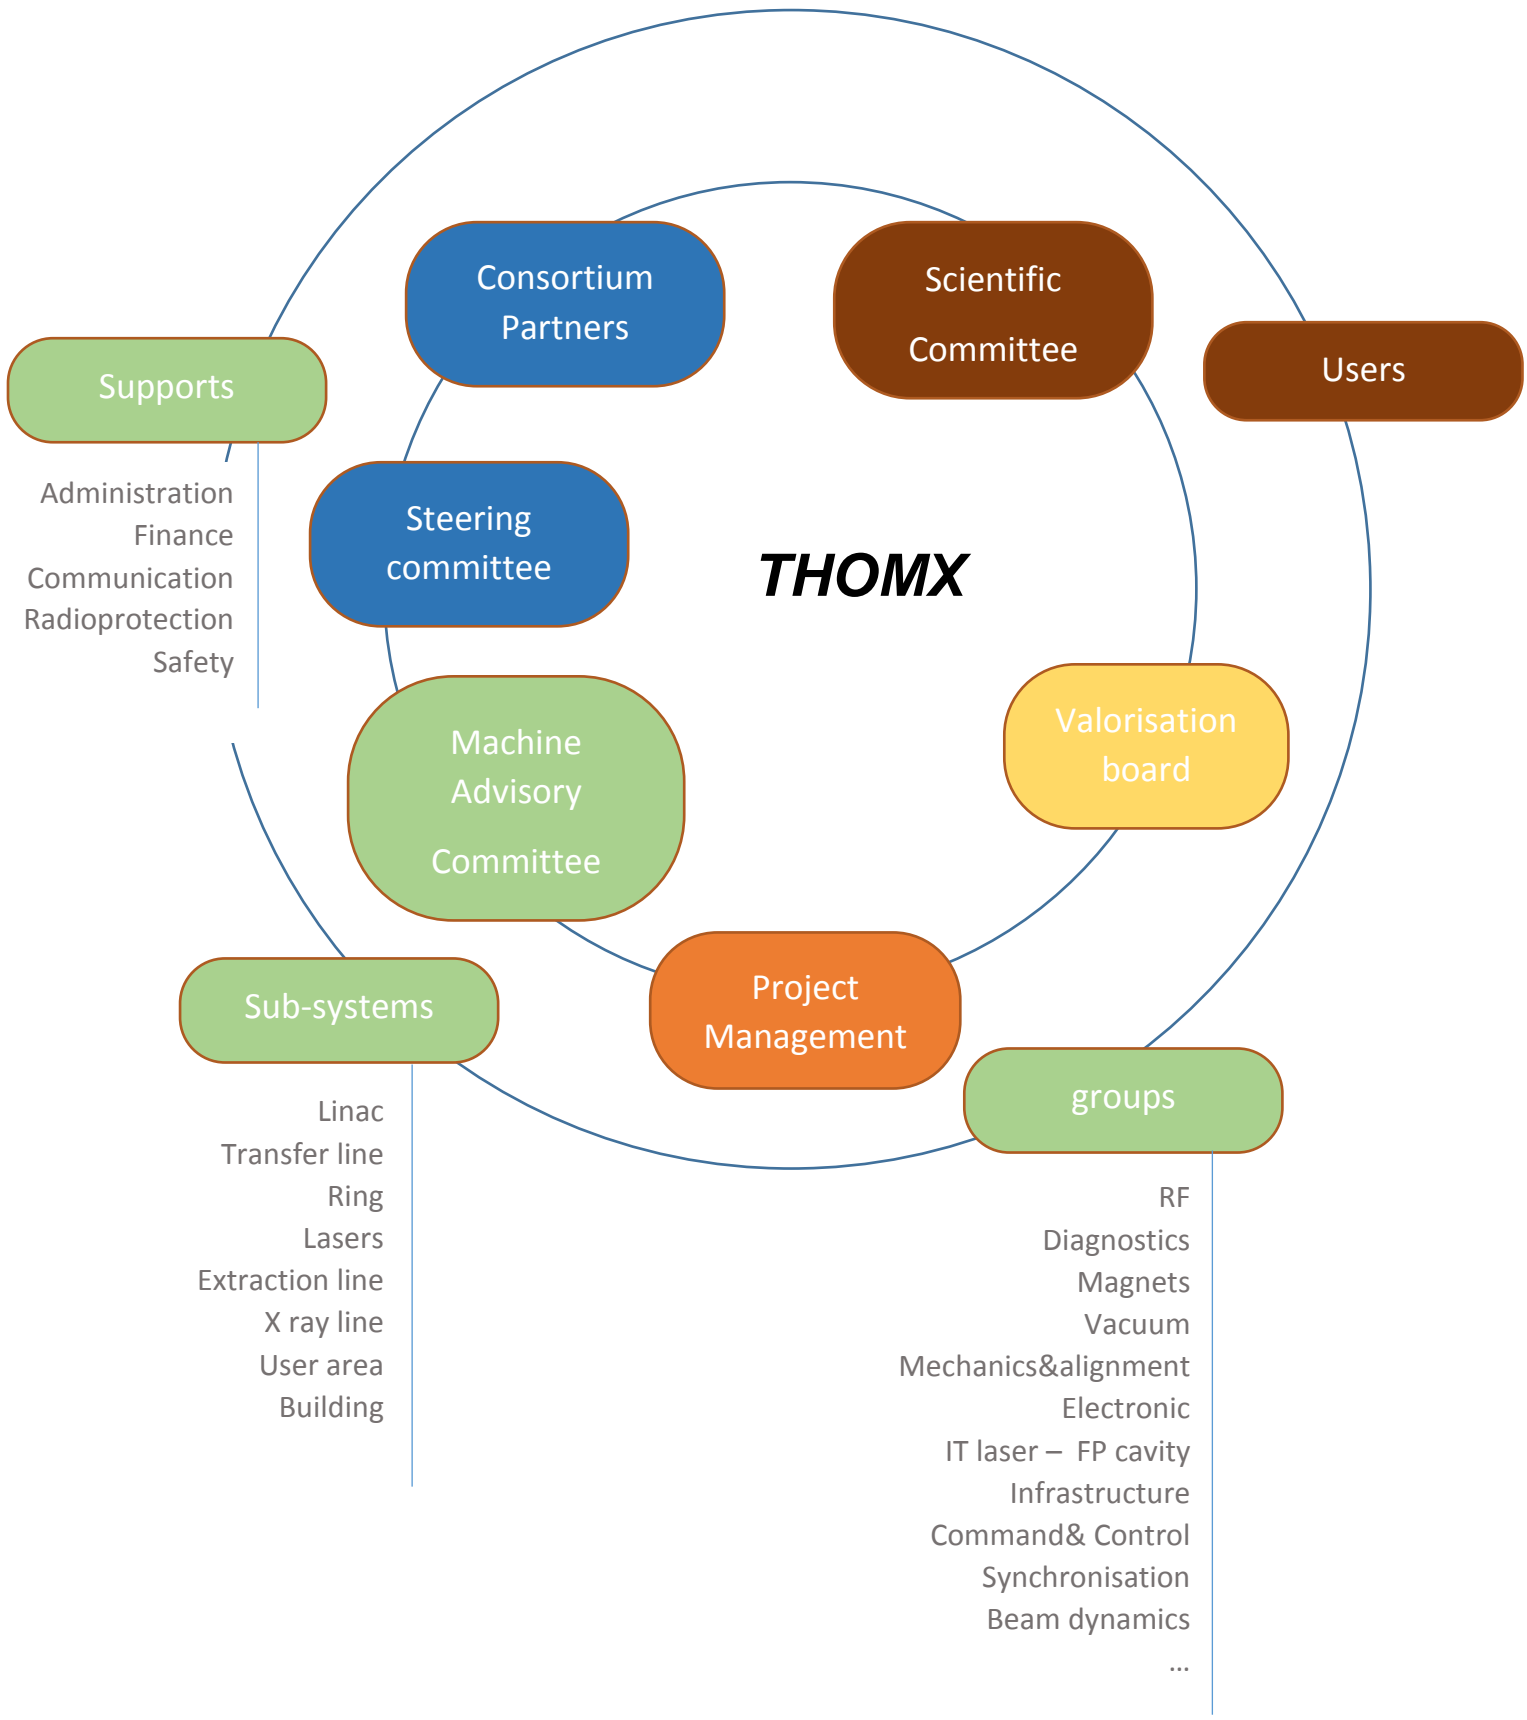 Consortium
Partners
Scientific
Committee
Users
Supports
Administration
Finance
Communication
Radioprotection
Safety
Steering
committee
THOMX
Valorisation
board
Machine
Advisory
Committee
Project
Management
Sub-systems
Linac
Transfer line
Ring
Lasers
Extraction line
X ray line
User area
Building
groups
RF
Diagnostics
Magnets
Vacuum
Mechanics&alignment
Electronic
IT laser – FP cavity
Infrastructure
Command& Control
Synchronisation
Beam dynamics
...